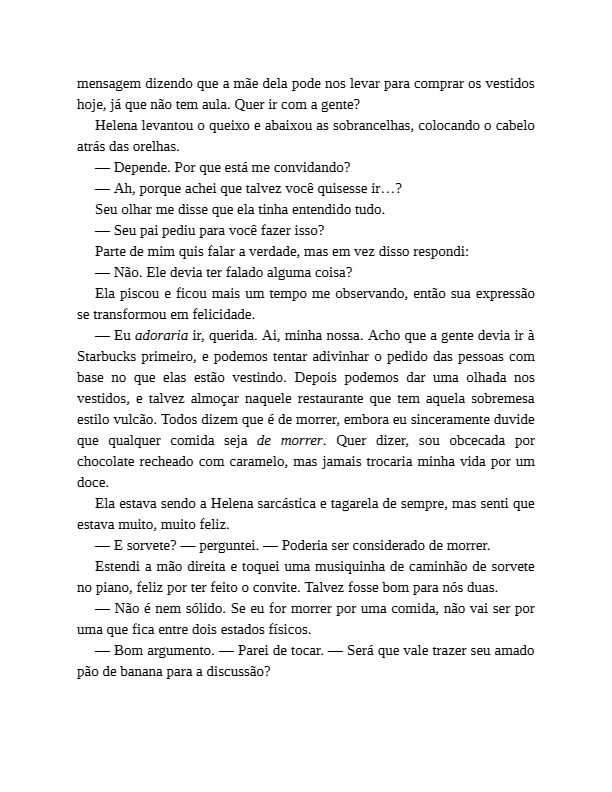 mensagem dizendo que a mãe dela pode nos levar para comprar os vestidos
hoje, já que não tem aula. Quer ir com a gente?
Helena levantou o queixo e abaixou as sobrancelhas, colocando o cabelo
atrás das orelhas.
— Depende. Por que está me convidando?
— Ah, porque achei que talvez você quisesse ir…?
Seu olhar me disse que ela tinha entendido tudo.
— Seu pai pediu para você fazer isso?
Parte de mim quis falar a verdade, mas em vez disso respondi:
— Não. Ele devia ter falado alguma coisa?
Ela piscou e ficou mais um tempo me observando, então sua expressão
se transformou em felicidade.
— Eu adoraria ir, querida. Ai, minha nossa. Acho que a gente devia ir à
Starbucks primeiro, e podemos tentar adivinhar o pedido das pessoas com
base no que elas estão vestindo. Depois podemos dar uma olhada nos
vestidos, e talvez almoçar naquele restaurante que tem aquela sobremesa
estilo vulcão. Todos dizem que é de morrer, embora eu sinceramente duvide
que qualquer comida seja de morrer. Quer dizer, sou obcecada por
chocolate recheado com caramelo, mas jamais trocaria minha vida por um
doce.
Ela estava sendo a Helena sarcástica e tagarela de sempre, mas senti que
estava muito, muito feliz.
— E sorvete? — perguntei. — Poderia ser considerado de morrer.
Estendi a mão direita e toquei uma musiquinha de caminhão de sorvete
no piano, feliz por ter feito o convite. Talvez fosse bom para nós duas.
— Não é nem sólido. Se eu for morrer por uma comida, não vai ser por
uma que fica entre dois estados físicos.
— Bom argumento. — Parei de tocar. — Será que vale trazer seu amado
pão de banana para a discussão?